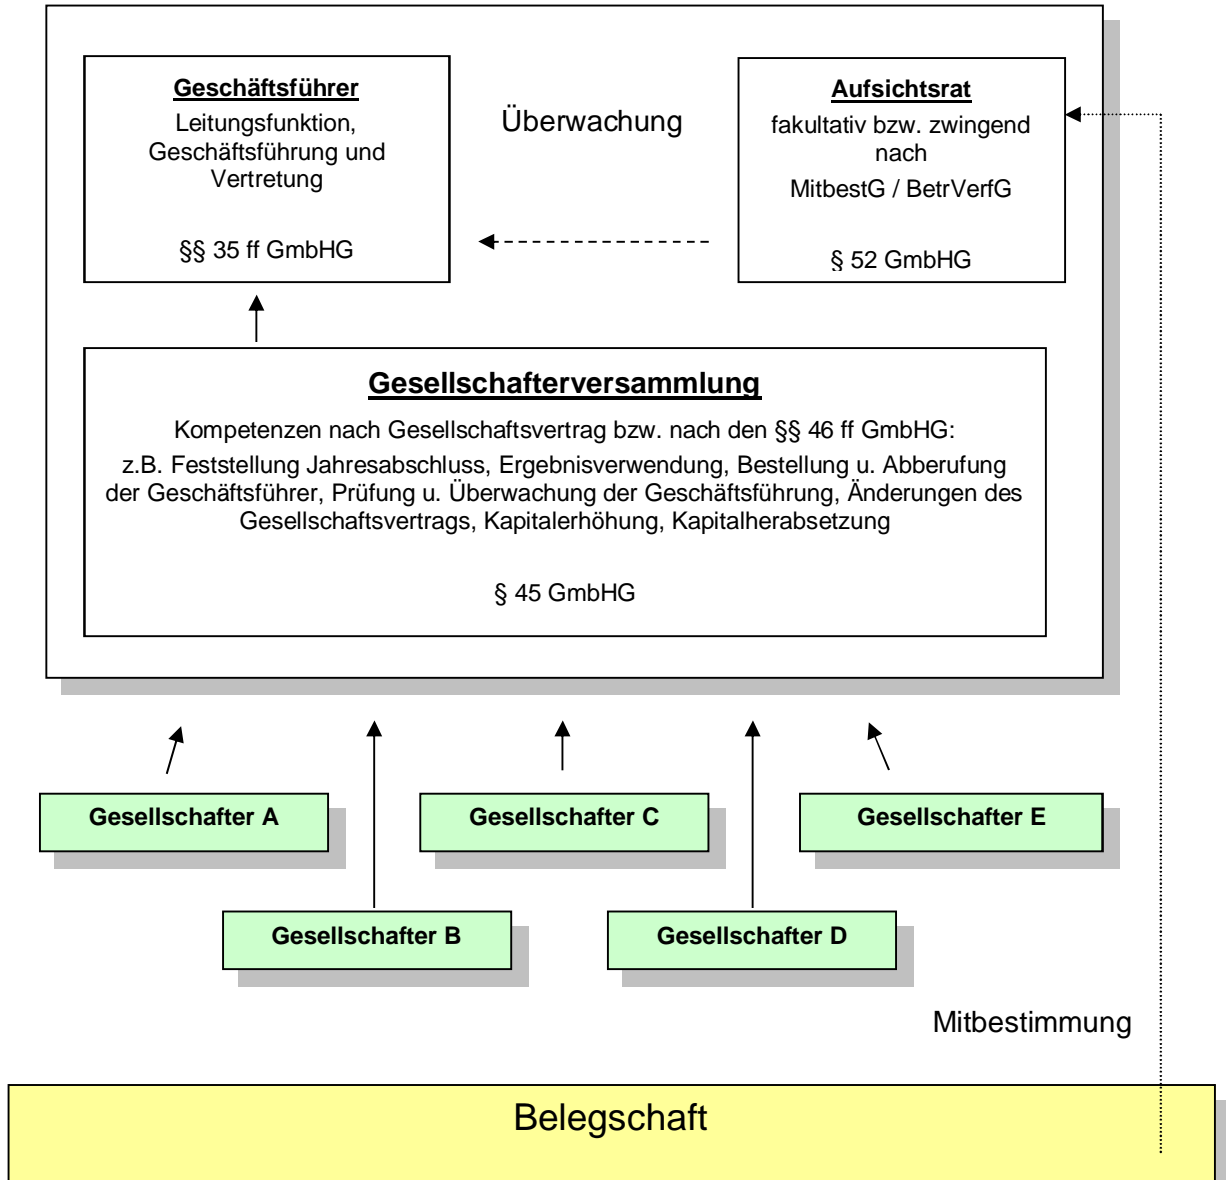 Geschäftsführer
Leitungsfunktion,
Geschäftsführung und
Vertretung
§§ 35 ff GmbHG
Überwachung
Aufsichtsrat
fakultativ bzw. zwingend
nach
MitbestG / BetrVerfG
§ 52 GmbHG
Gesellschafterversammlung
Kompetenzen nach Gesellschaftsvertrag bzw. nach den §§ 46 ff GmbHG:
z.B. Feststellung Jahresabschluss, Ergebnisverwendung, Bestellung u. Abberufung
der Geschäftsführer, Prüfung u. Überwachung der Geschäftsführung, Änderungen des
Gesellschaftsvertrags, Kapitalerhöhung, Kapitalherabsetzung
§ 45 GmbHG
Gesellschafter A
Gesellschafter C
Gesellschafter E
Gesellschafter B
Gesellschafter D
Mitbestimmung
Belegschaft